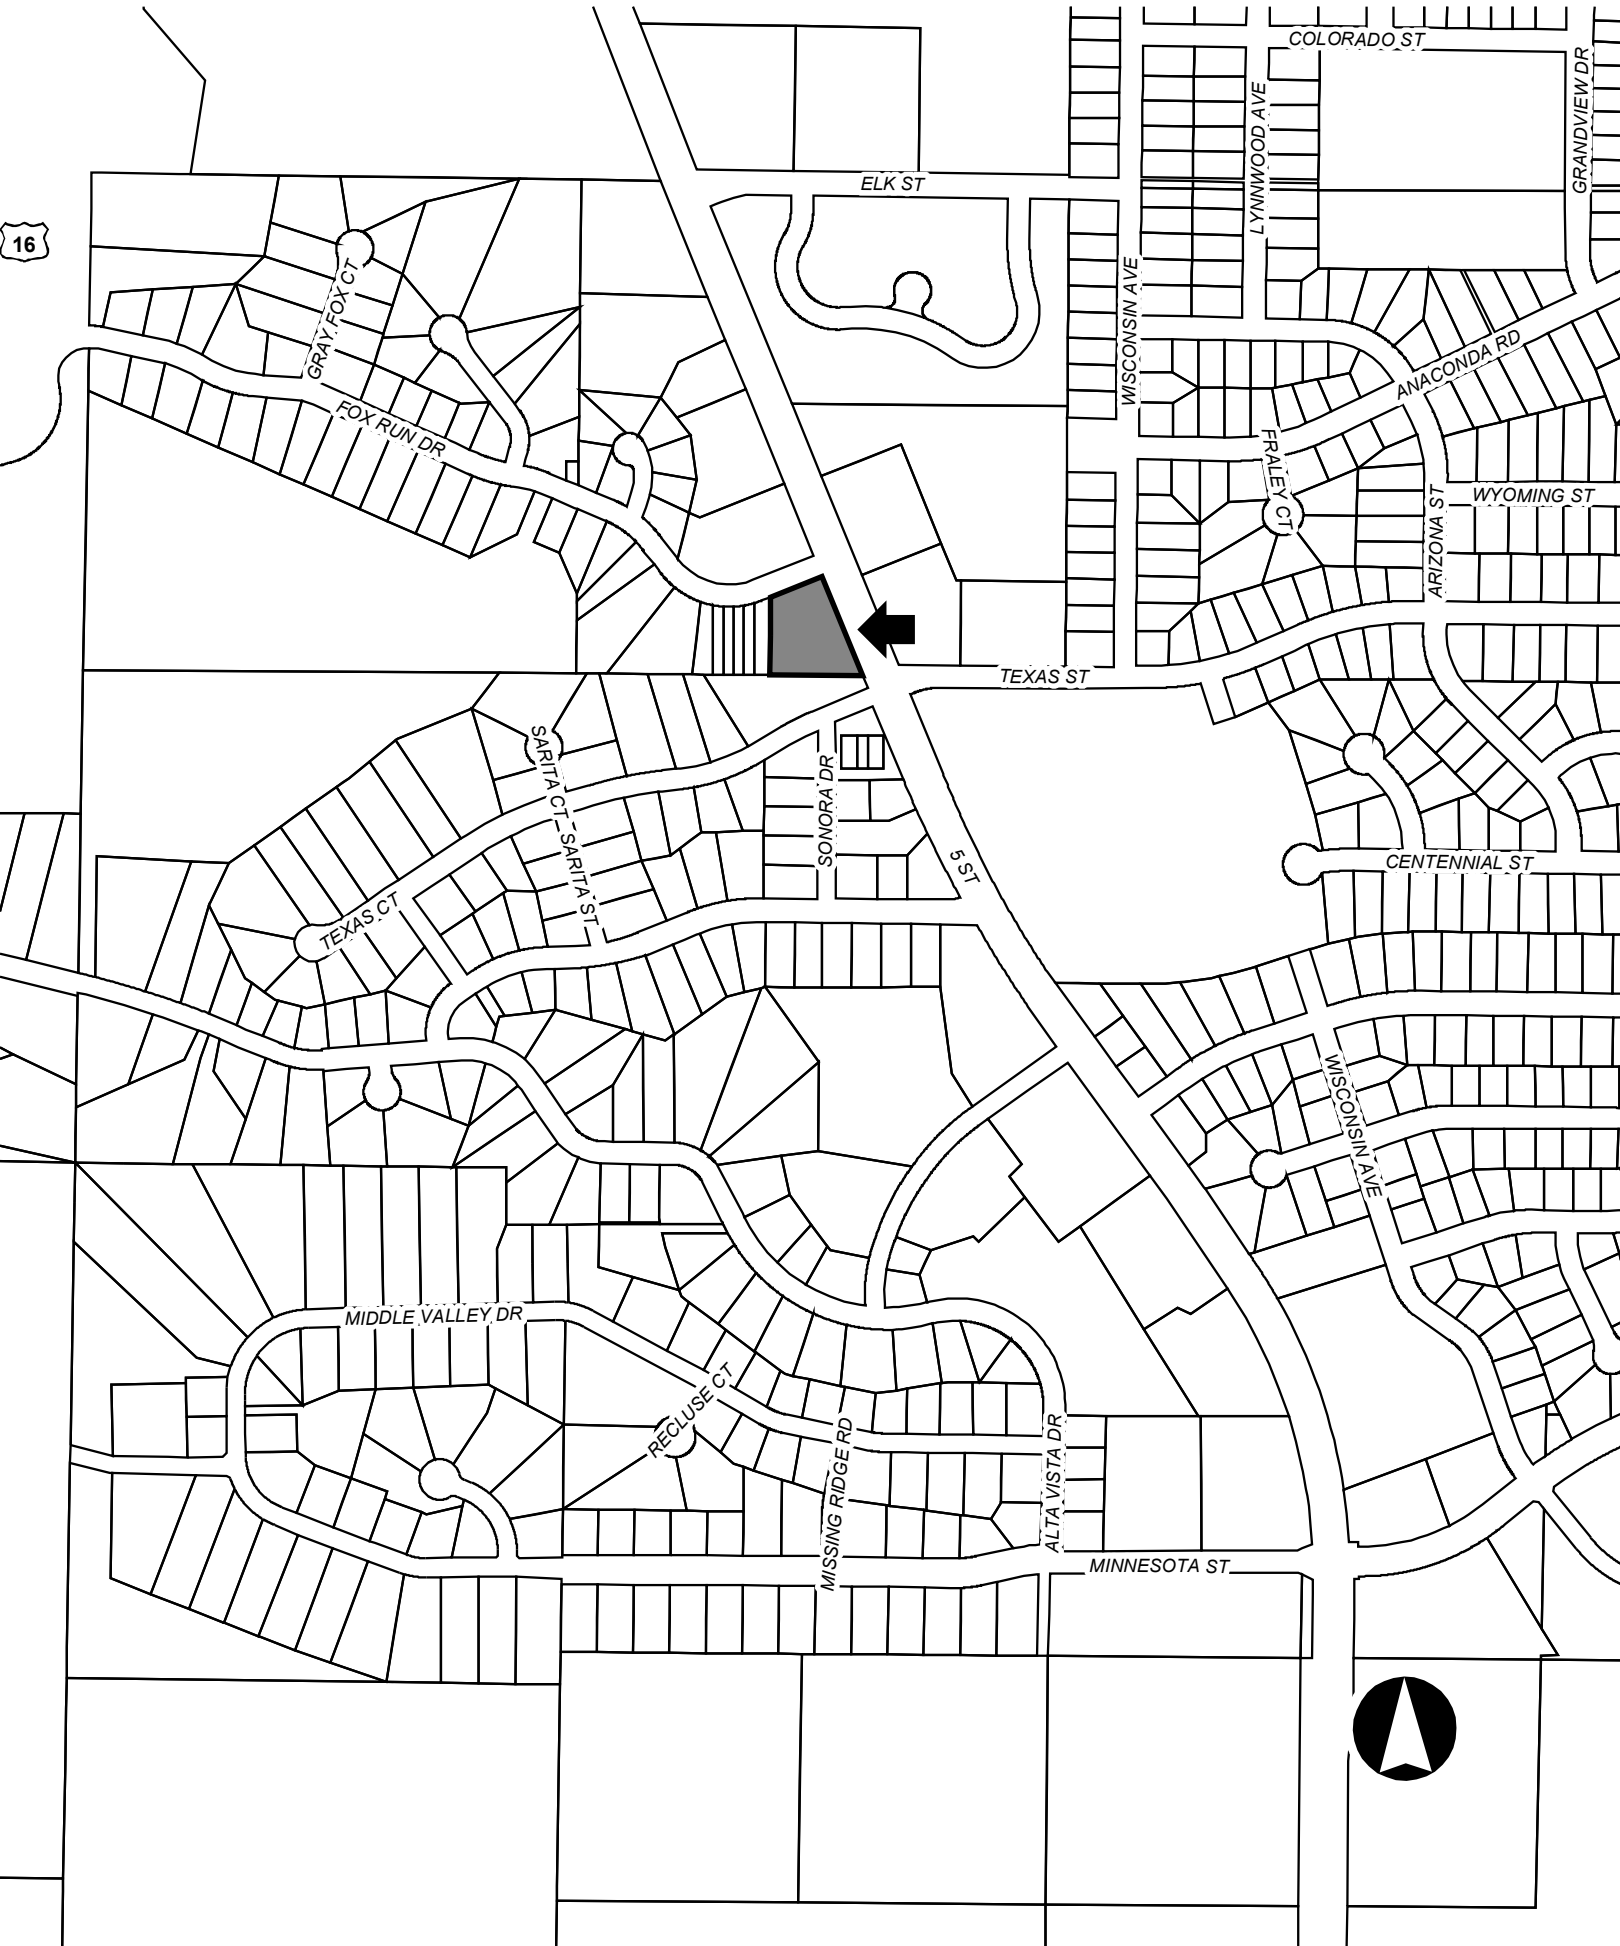 COLORADO ST
GRANDVIEW DR
LYNNWOOD AVE
ELK ST
16
WISCONSIN AVE
GRAY FOX CT
ANACONDA RD
FOX RUN DR
FRALEY CT
WYOMING ST
ARIZONA ST
TEXAS ST
SARITA CT
SONORA DR
SARITA ST
5 ST
CENTENNIAL ST
TEXAS CT
WISCONSIN AVE
MIDDLE VALLEY DR
RECLUSE CT
MISSING RIDGE RD
ALTA VISTA DR
MINNESOTA ST